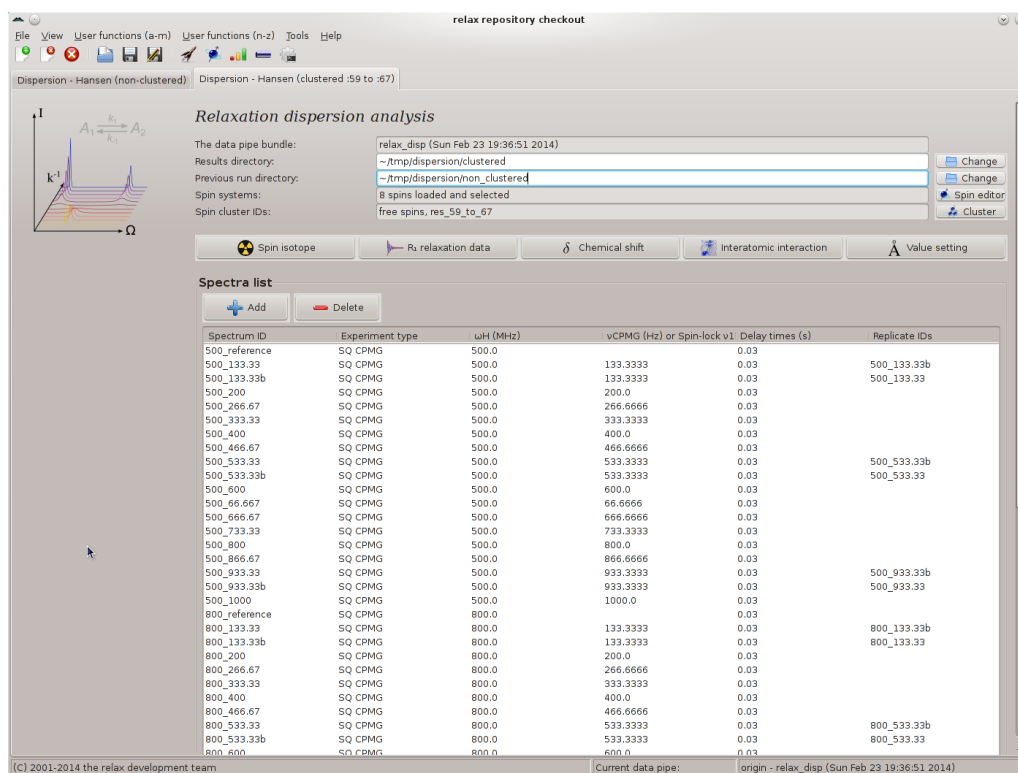 relax repository checkout
File View User functions (a-m) User functions (n-z) Tools Help
Dispersion - Hansen (non-clustered) Dispersion - Hansen (clustered :59 to :67)
I
A1 k1 k-1 A2
k-1
Ω
Relaxation dispersion analysis
The data pipe bundle: relax_disp (Sun Feb 23 19:36:51 2014)
Results directory: ~/tmp/dispersion/clustered Change
Previous run directory: ~/tmp/dispersion/non_clustered Change
Spin systems: 8 spins loaded and selected Spin editor
Spin cluster IDs: free spins, res_59_to_67 Cluster
Spin isotope R₁ relaxation data δ Chemical shift Interatomic interaction Å Value setting
Spectra list
Add Delete
Spectrum ID Experiment type ωH (MHz) νCPMG (Hz) or Spin-lock ν1 Delay times (s) Replicate IDs
500_reference SQ CPMG 500.0 0.03
500_133.33 SQ CPMG 500.0 133.3333 0.03 500_133.33b
500_133.33b SQ CPMG 500.0 133.3333 0.03 500_133.33
500_200 SQ CPMG 500.0 200.0 0.03
500_266.67 SQ CPMG 500.0 266.6666 0.03
500_333.33 SQ CPMG 500.0 333.3333 0.03
500_400 SQ CPMG 500.0 400.0 0.03
500_466.67 SQ CPMG 500.0 466.6666 0.03
500_533.33 SQ CPMG 500.0 533.3333 0.03 500_533.33b
500_533.33b SQ CPMG 500.0 533.3333 0.03 500_533.33
500_600 SQ CPMG 500.0 600.0 0.03
500_66.667 SQ CPMG 500.0 66.6666 0.03
500_666.67 SQ CPMG 500.0 666.6666 0.03
500_733.33 SQ CPMG 500.0 733.3333 0.03
500_800 SQ CPMG 500.0 800.0 0.03
500_866.67 SQ CPMG 500.0 866.6666 0.03
500_933.33 SQ CPMG 500.0 933.3333 0.03 500_933.33b
500_933.33b SQ CPMG 500.0 933.3333 0.03 500_933.33
500_1000 SQ CPMG 500.0 1000.0 0.03
800_reference SQ CPMG 800.0 0.03
800_133.33 SQ CPMG 800.0 133.3333 0.03 800_133.33b
800_133.33b SQ CPMG 800.0 133.3333 0.03 800_133.33
800_200 SQ CPMG 800.0 200.0 0.03
800_266.67 SQ CPMG 800.0 266.6666 0.03
800_333.33 SQ CPMG 800.0 333.3333 0.03
800_400 SQ CPMG 800.0 400.0 0.03
800_466.67 SQ CPMG 800.0 466.6666 0.03
800_533.33 SQ CPMG 800.0 533.3333 0.03 800_533.33b
800_533.33b SQ CPMG 800.0 533.3333 0.03 800_533.33
800_600 SQ CPMG 800.0 600.0 0.03
(C) 2001-2014 the relax development team Current data pipe: origin - relax_disp (Sun Feb 23 19:36:51 2014)